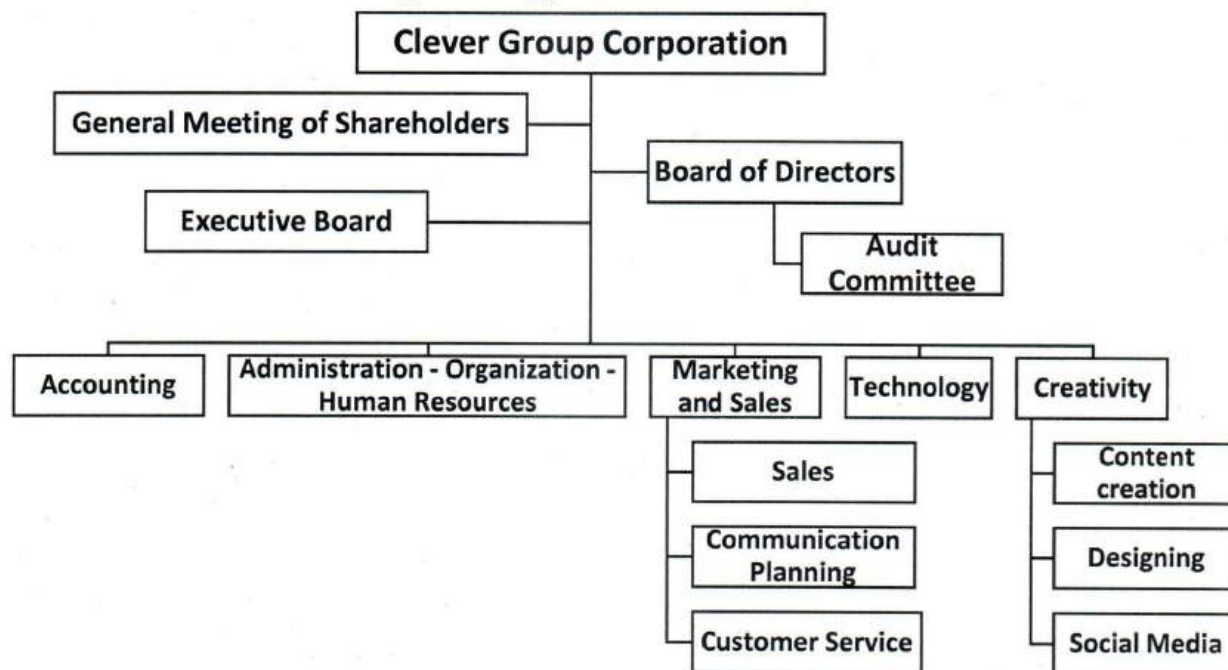 Clever Group Corporation
General Meeting of Shareholders
Board of Directors
Executive Board
Audit
Committee
Accounting
Administration - Organization -
Human Resources
Marketing
and Sales
Technology
Creativity
Sales
Content
creation
Communication
Planning
Designing
Customer Service
Social Media